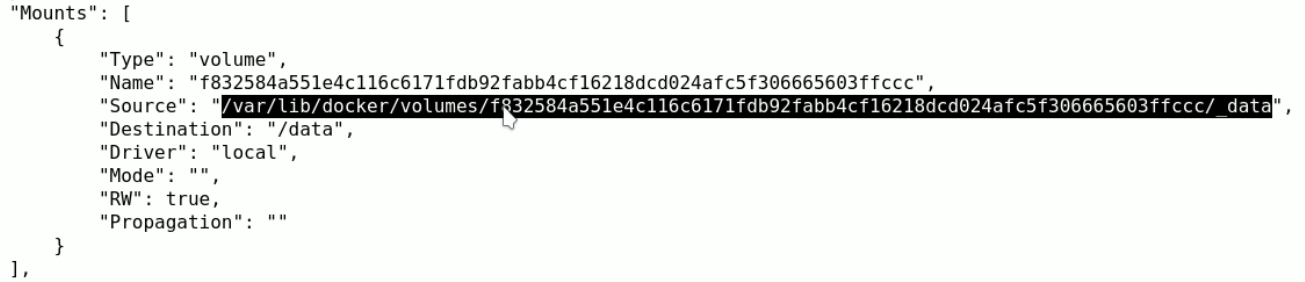 "Mounts": [
{
"Type": "volume",
"Name": "f832584a551e4c116c6171fdb92fabb4cf16218dcd024afc5f306665603ffccc",
"Source": "/var/lib/docker/volumes/f832584a551e4c116c6171fdb92fabb4cf16218dcd024afc5f306665603ffccc/_data",
"Destination": "/data",
"Driver": "local",
"Mode": "",
"RW": true,
"Propagation": ""
}
],